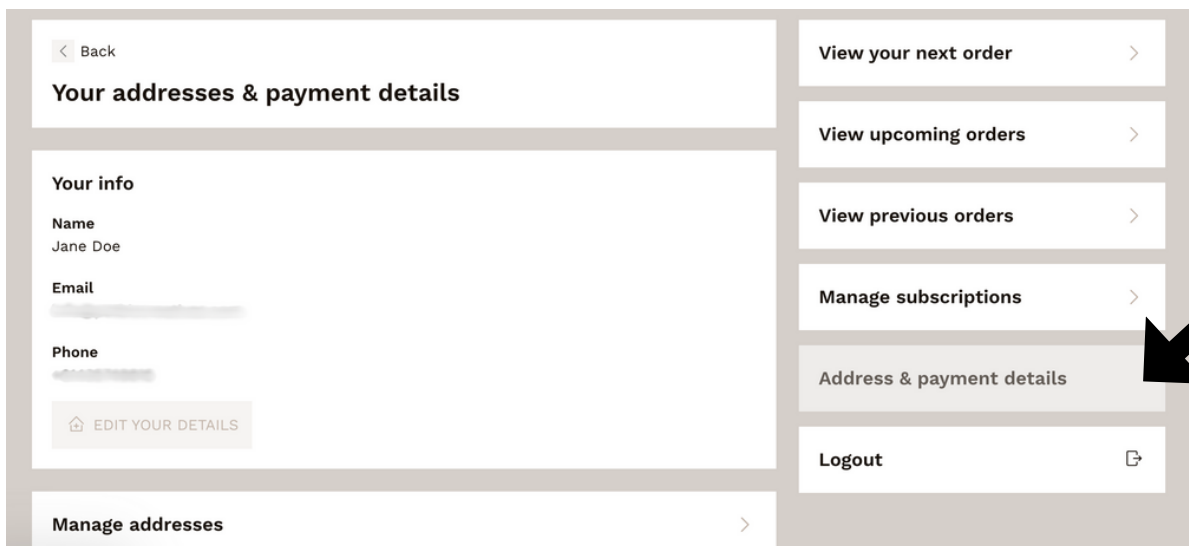 Back
Your addresses & payment details
Your info
Name
Jane Doe
Email
Phone
EDIT YOUR DETAILS
Manage addresses
View your next order
View upcoming orders
View previous orders
Manage subscriptions
Address & payment details
Logout